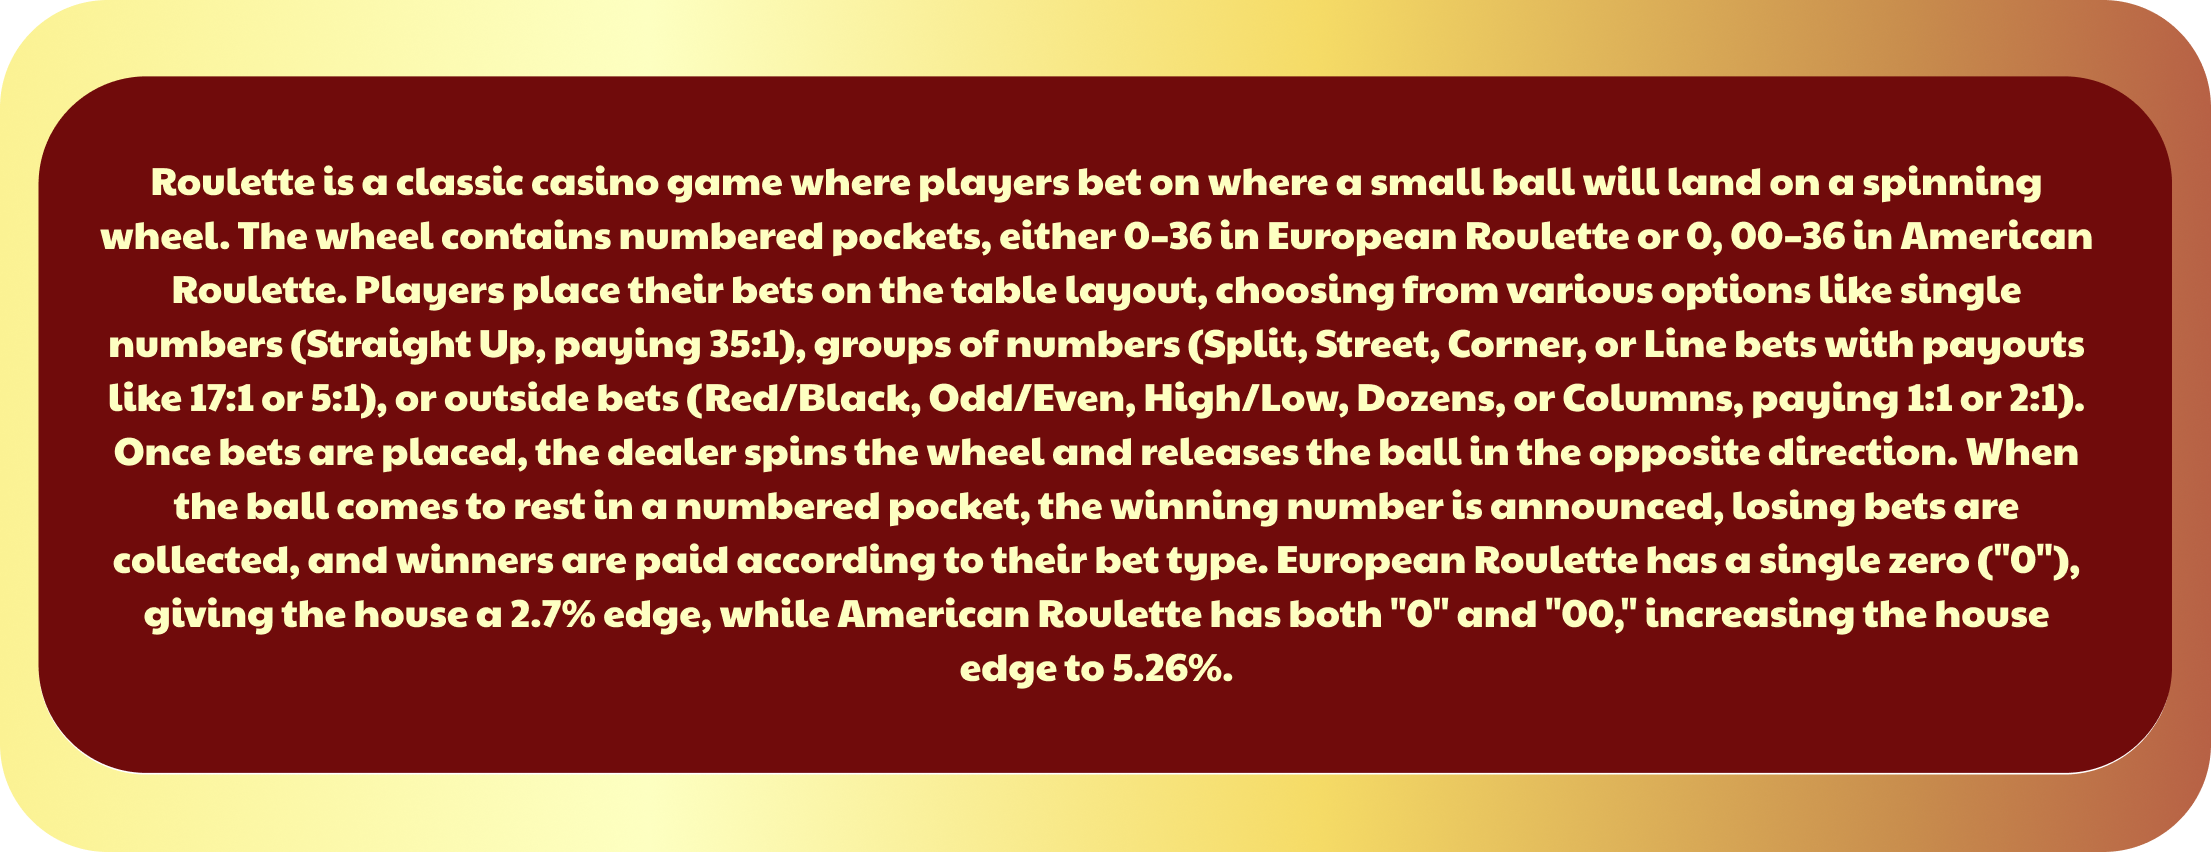 Roulette is a classic casino game where players bet on where a small ball will land on a spinning
wheel. The wheel contains numbered pockets, either 0–36 in European Roulette or 0, 00–36 in American
Roulette. Players place their bets on the table layout, choosing from various options like single
numbers (Straight Up, paying 35:1), groups of numbers (Split, Street, Corner, or Line bets with payouts
like 17:1 or 5:1), or outside bets (Red/Black, Odd/Even, High/Low, Dozens, or Columns, paying 1:1 or 2:1).
Once bets are placed, the dealer spins the wheel and releases the ball in the opposite direction. When
the ball comes to rest in a numbered pocket, the winning number is announced, losing bets are
collected, and winners are paid according to their bet type. European Roulette has a single zero ("0"),
giving the house a 2.7% edge, while American Roulette has both "0" and "00," increasing the house
edge to 5.26%.